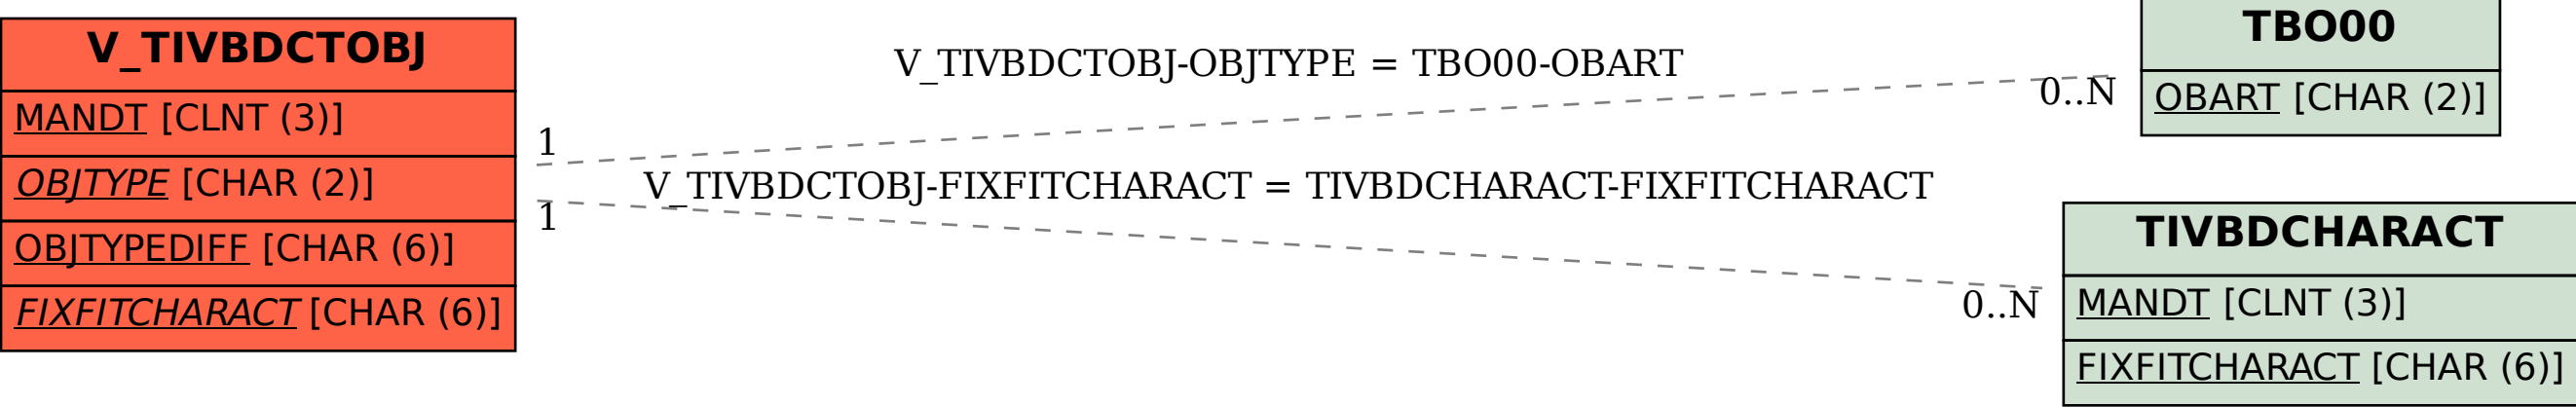 V_TIVBDCTOBJ
MANDT [CLNT (3)]
OBJTYPE [CHAR (2)]
OBJTYPEDIFF [CHAR (6)]
FIXFITCHARACT [CHAR (6)]
V_TIVBDCTOBJ-OBJTYPE = TBO00-OBART
1
0..N
V_TIVBDCTOBJ-FIXFITCHARACT = TIVBDCHARACT-FIXFITCHARACT
1
0..N
TBO00
OBART [CHAR (2)]
TIVBDCHARACT
MANDT [CLNT (3)]
FIXFITCHARACT [CHAR (6)]